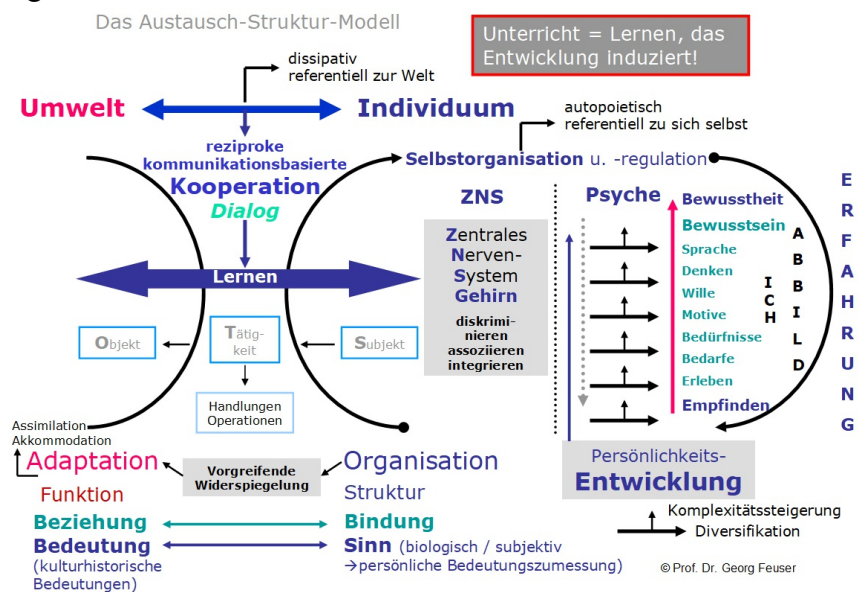 Das Austausch-Struktur-Modell
Unterricht = Lernen, das
Entwicklung induziert!
dissipativ
referentiell zur Welt
Umwelt
Individuum
autopoietisch
referentiell zu sich selbst
reziproke
kommunikationsbasierte
Kooperation
Dialog
Selbstorganisation u. -regulation
Lernen
ZNS
Zentrales
Nerven-
System
Gehirn
diskrimi-
nieren
assoziieren
integrieren
Psyche
Bewusstheit
Bewusstsein
Sprache
Denken
Wille
Motive
Bedürfnisse
Bedarfe
Erleben
Empfinden
ICH
ABBILD
ERFAHRUNG
Objekt
Tätig-
keit
Subjekt
Handlungen
Operationen
Assimilation
Akkommodation
Adaptation
Vorgreifende
Widerspiegelung
Organisation
Funktion
Struktur
Beziehung
Bindung
Bedeutung
(kulturhistorische
Bedeutungen)
Sinn (biologisch / subjektiv
→persönliche Bedeutungszumessung)
Persönlichkeits-
Entwicklung
Komplexitätssteigerung
Diversifikation
© Prof. Dr. Georg Feuser